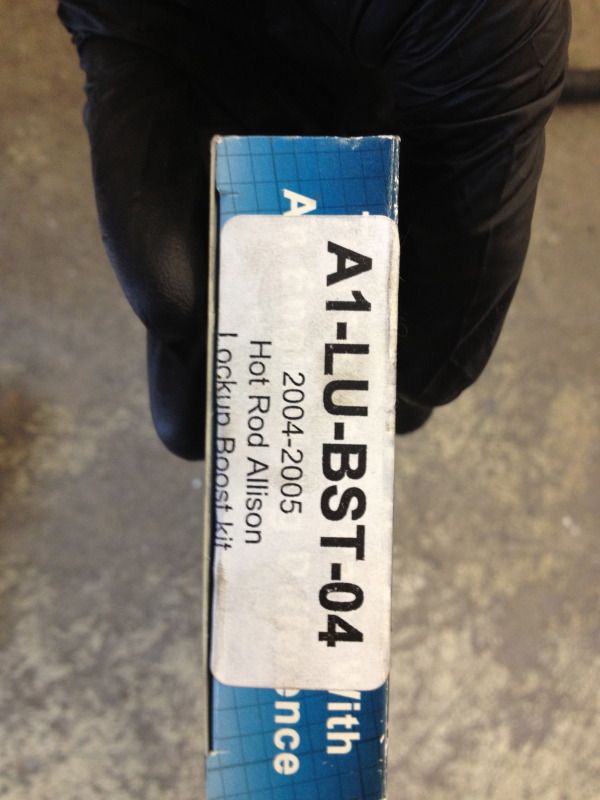 A1-LU-BST-04
2004-2005
Hot Rod Allison
Lockup Boost kit